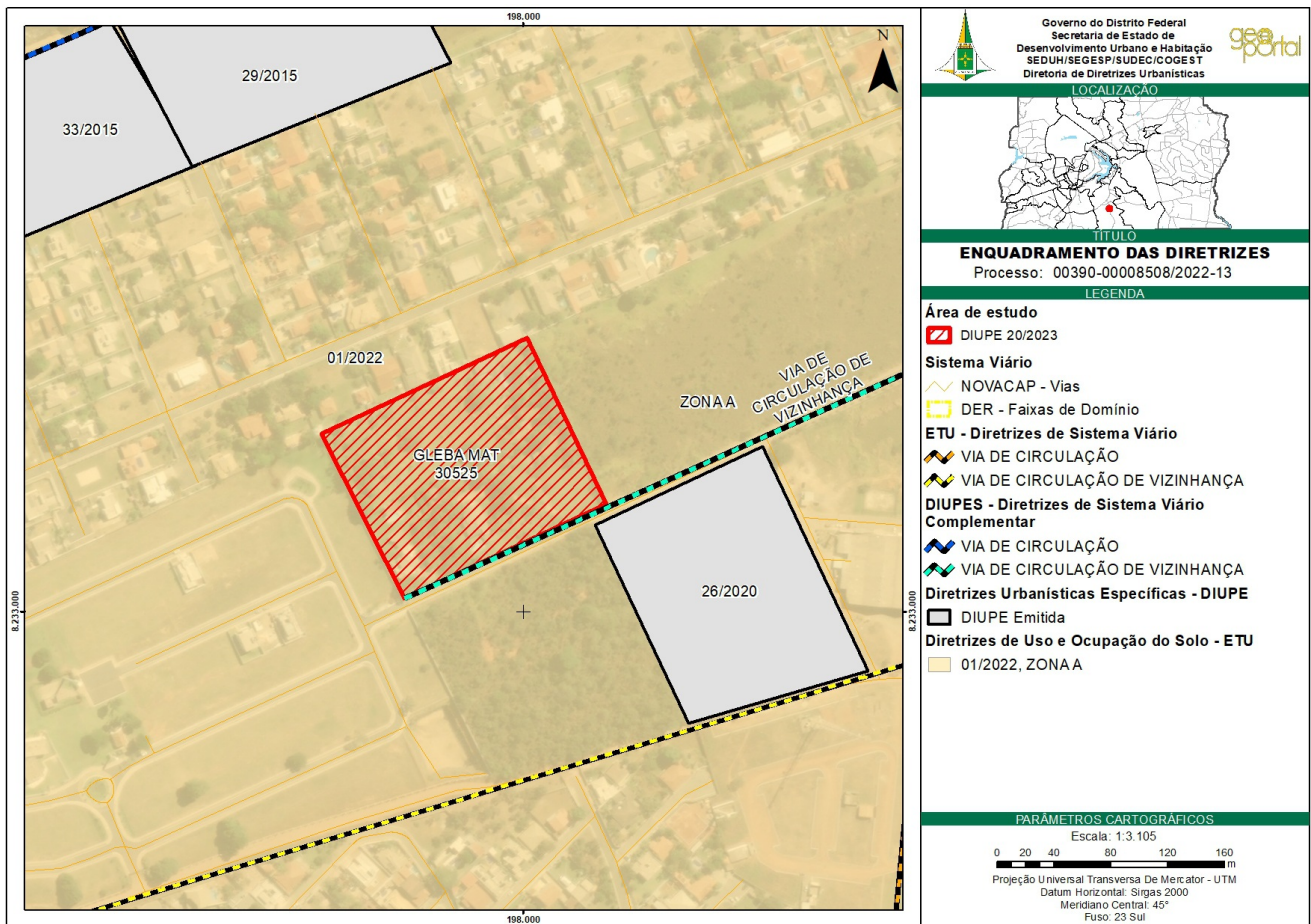 198.000
N
29/2015
33/2015
01/2022
VIA DE
CIRCULAÇÃO DE
VIZINHANÇA
ZONA A
GLEBA MAT
30525
26/2020
8.233.000
8.233.000
198.000
Governo do Distrito Federal
Secretaria de Estado de
Desenvolvimento Urbano e Habitação
SEDUH/SEGESP/SUDEC/COGEST
Diretoria de Diretrizes Urbanísticas
geo
portal
LOCALIZAÇÃO
TÍTULO
ENQUADRAMENTO DAS DIRETRIZES
Processo: 00390-00008508/2022-13
LEGENDA
Área de estudo
DIUPE 20/2023
Sistema Viário
NOVACAP - Vias
DER - Faixas de Domínio
ETU - Diretrizes de Sistema Viário
VIA DE CIRCULAÇÃO
VIA DE CIRCULAÇÃO DE VIZINHANÇA
DIUPES - Diretrizes de Sistema Viário
Complementar
VIA DE CIRCULAÇÃO
VIA DE CIRCULAÇÃO DE VIZINHANÇA
Diretrizes Urbanísticas Específicas - DIUPE
DIUPE Emitida
Diretrizes de Uso e Ocupação do Solo - ETU
01/2022, ZONA A
PARÂMETROS CARTOGRÁFICOS
Escala: 1:3.105
0 20 40 80 120 160
m
Projeção Universal Transversa De Mercator - UTM
Datum Horizontal: Sirgas 2000
Meridiano Central: 45°
Fuso: 23 Sul